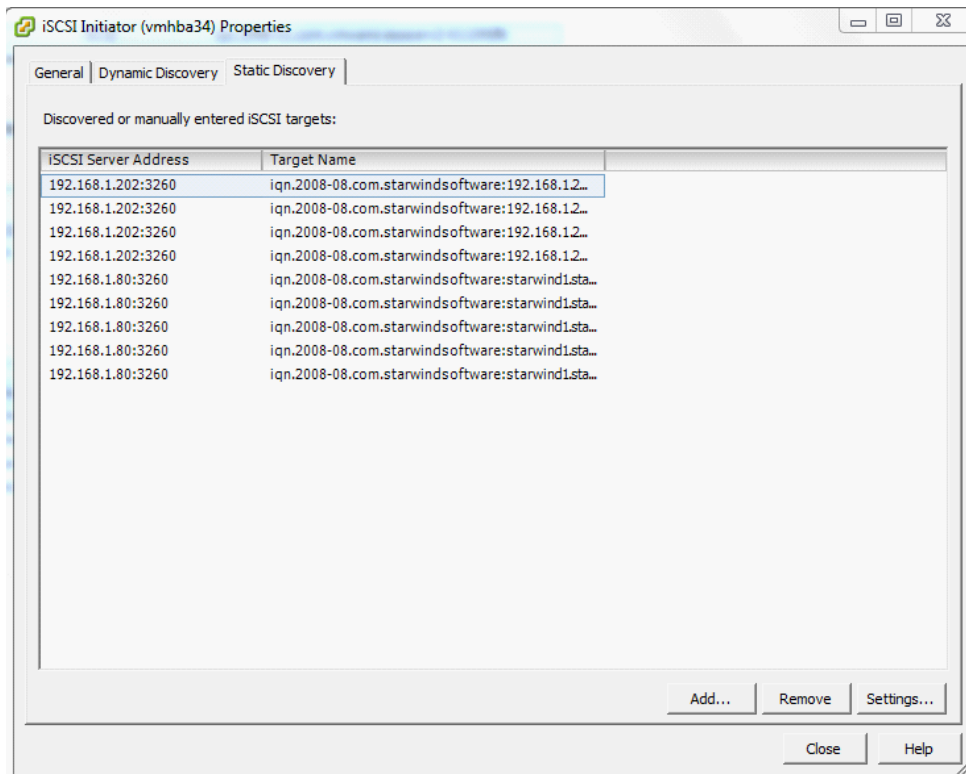 iSCSI Initiator (vmhba34) Properties
General Dynamic Discovery Static Discovery
Discovered or manually entered iSCSI targets:
iSCSI Server Address Target Name
192.168.1.202:3260 iqn.2008-08.com.starwindsoftware:192.168.1.2...
192.168.1.202:3260 iqn.2008-08.com.starwindsoftware:192.168.1.2...
192.168.1.202:3260 iqn.2008-08.com.starwindsoftware:192.168.1.2...
192.168.1.202:3260 iqn.2008-08.com.starwindsoftware:192.168.1.2...
192.168.1.80:3260 iqn.2008-08.com.starwindsoftware:starwind1.sta...
192.168.1.80:3260 iqn.2008-08.com.starwindsoftware:starwind1.sta...
192.168.1.80:3260 iqn.2008-08.com.starwindsoftware:starwind1.sta...
192.168.1.80:3260 iqn.2008-08.com.starwindsoftware:starwind1.sta...
192.168.1.80:3260 iqn.2008-08.com.starwindsoftware:starwind1.sta...
Add... Remove Settings...
Close Help